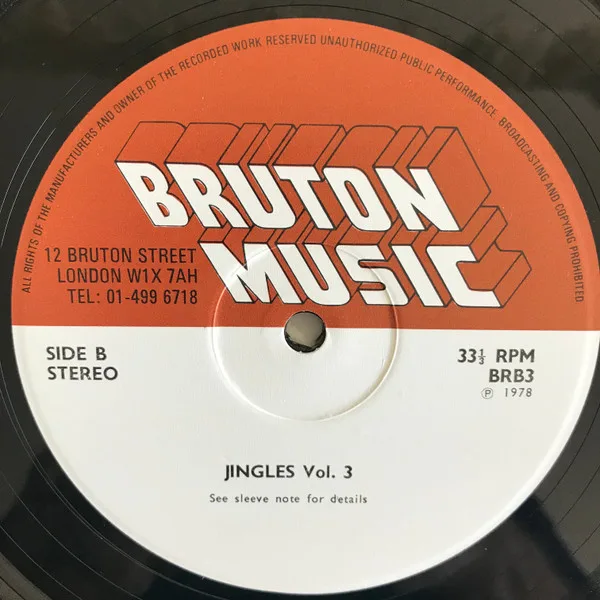 ALL RIGHTS OF THE MANUFACTURERS AND OWNER OF THE RECORDED WORK RESERVED UNAUTHORIZED PUBLIC PERFORMANCE, BROADCASTING AND COPYING PROHIBITED.
BRUTON
MUSIC
12 BRUTON STREET
LONDON W1X 7AH
TEL: 01-499 6718
SIDE B
STEREO
33⅓ RPM
BRB3
℗ 1978
JINGLES Vol. 3
See sleeve note for details